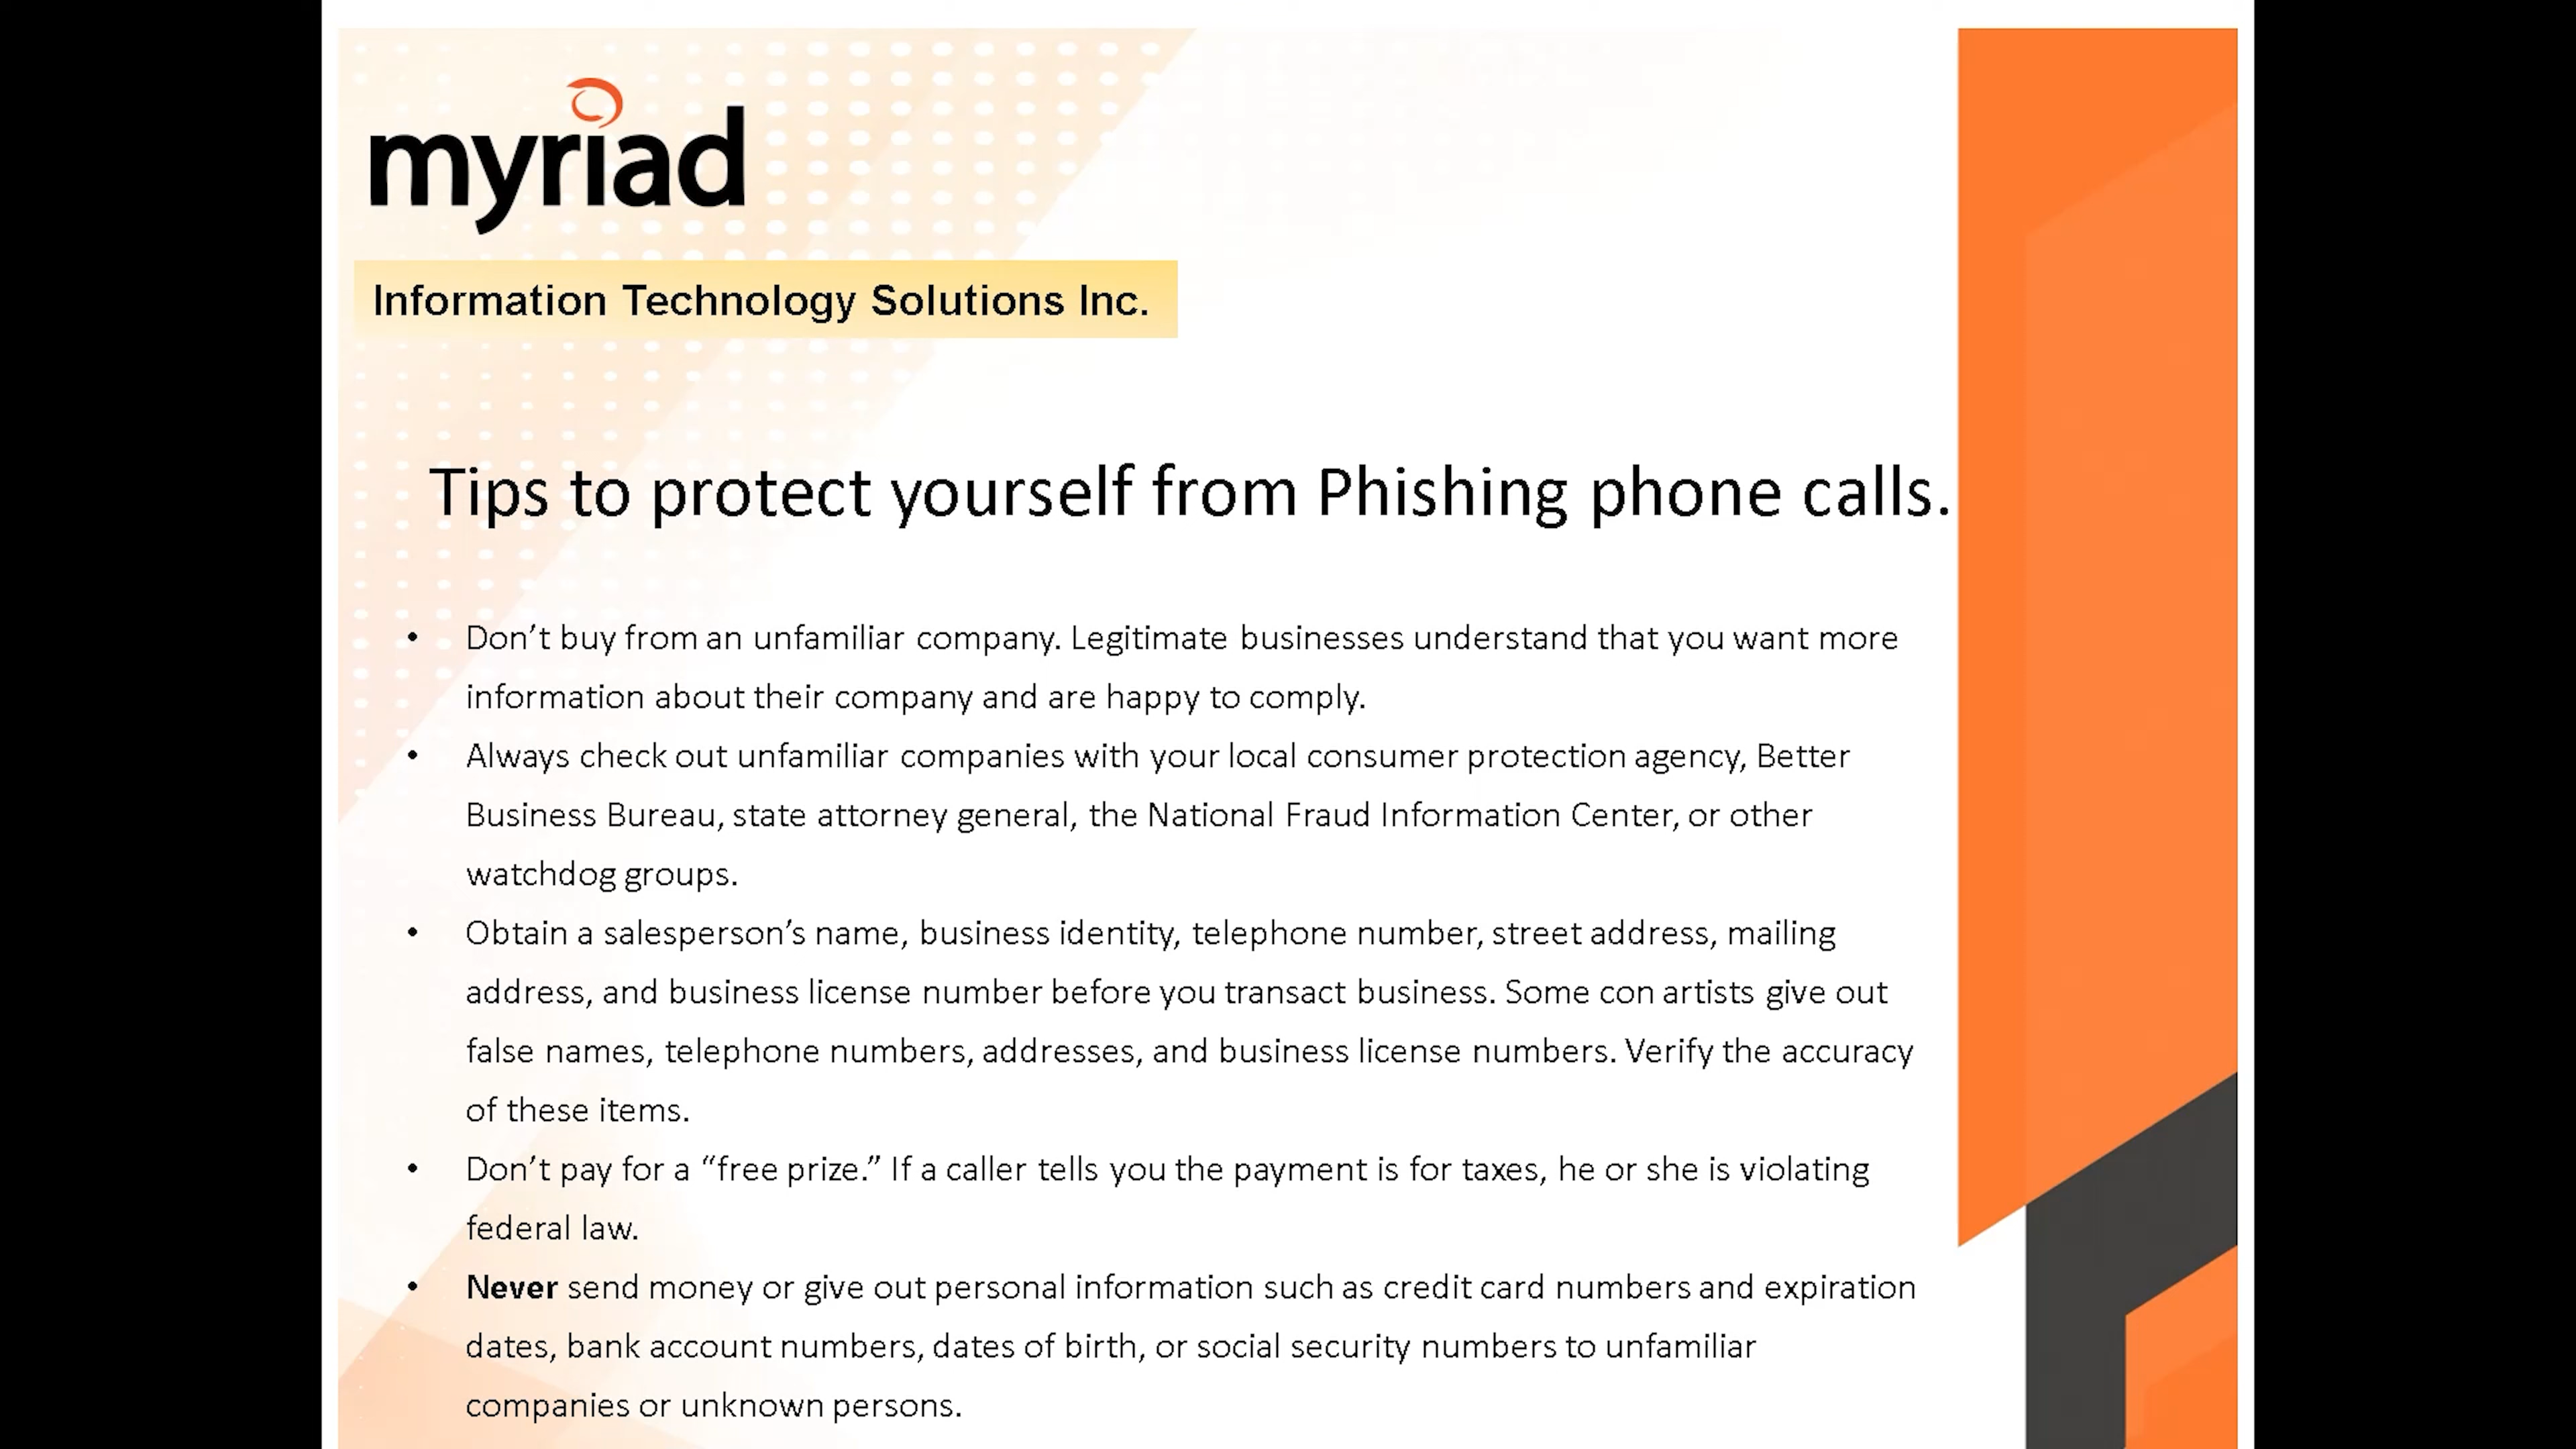 myriad
Information Technology Solutions Inc.
Tips to protect yourself from Phishing phone calls.
• Don’t buy from an unfamiliar company. Legitimate businesses understand that you want more
information about their company and are happy to comply.
• Always check out unfamiliar companies with your local consumer protection agency, Better
Business Bureau, state attorney general, the National Fraud Information Center, or other
watchdog groups.
• Obtain a salesperson’s name, business identity, telephone number, street address, mailing
address, and business license number before you transact business. Some con artists give out
false names, telephone numbers, addresses, and business license numbers. Verify the accuracy
of these items.
• Don’t pay for a “free prize.” If a caller tells you the payment is for taxes, he or she is violating
federal law.
• Never send money or give out personal information such as credit card numbers and expiration
dates, bank account numbers, dates of birth, or social security numbers to unfamiliar
companies or unknown persons.